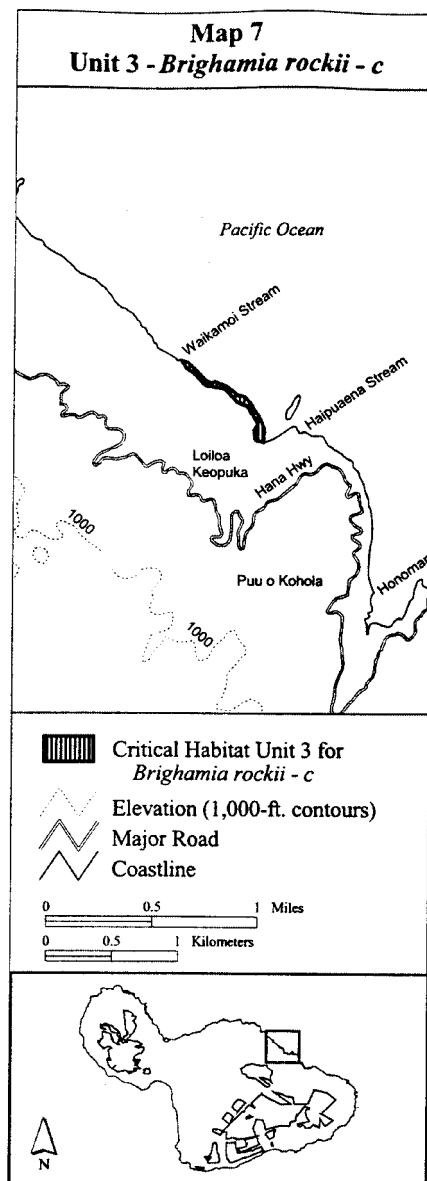 Map 7
Unit 3 - Brighamia rockii - c
Pacific Ocean
Waikamoi Stream
Haipuaena Stream
Loiloa
Keopuka
Hana Hwy
1000
1000
Puu o Kohola
Honoman
Critical Habitat Unit 3 for
Brighamia rockii - c
Elevation (1,000-ft. contours)
Major Road
Coastline
0 0.5 1 Miles
0 0.5 1 Kilometers
N